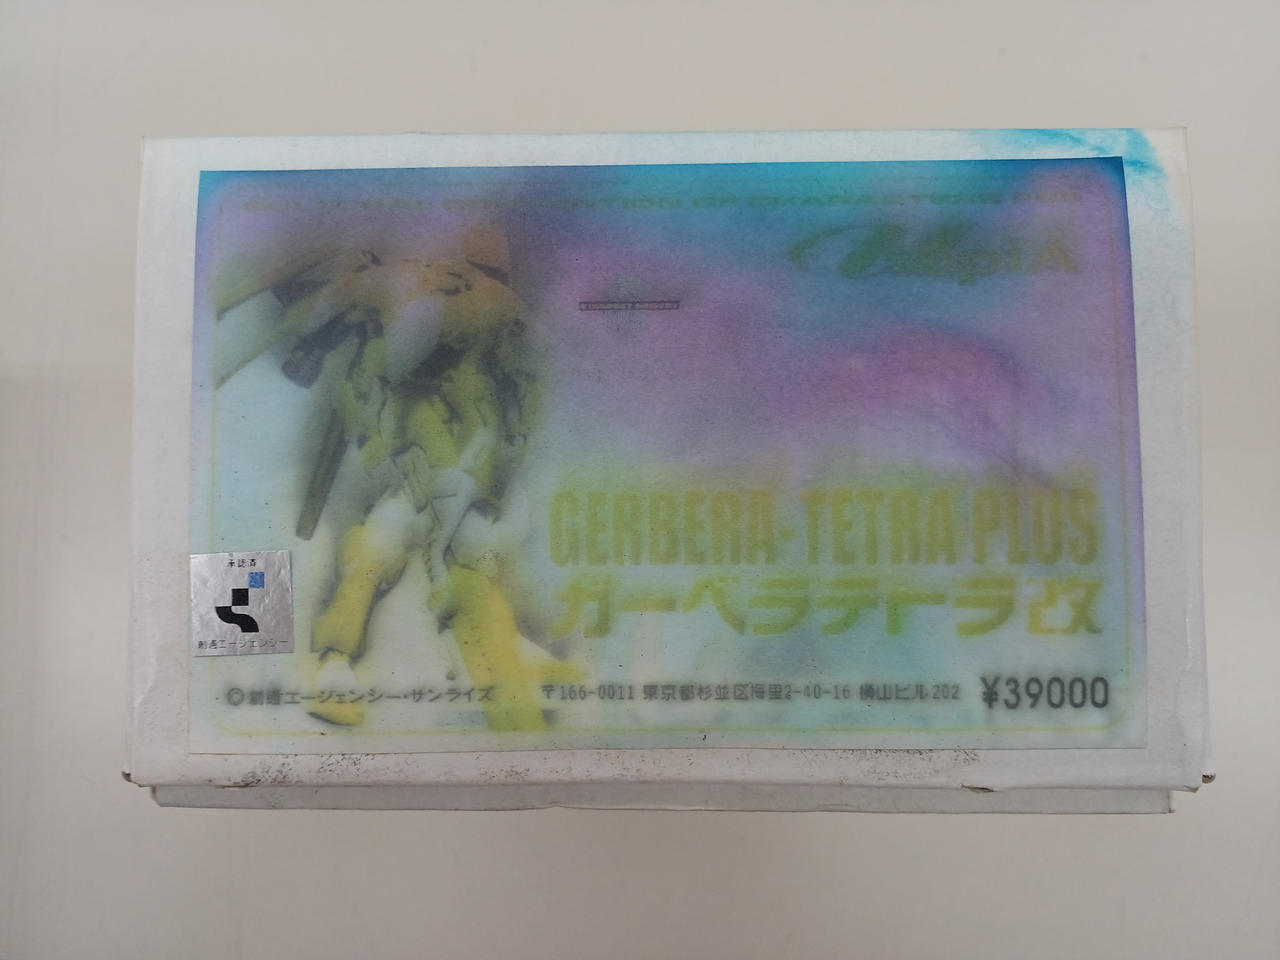 GERBERA-TETRA PLUS
ガーベラテトラ改
承認済
創通エージェンシー
©創通エージェンシー・サンライズ 〒166-0011 東京都杉並区梅里2-40-16 横山ビル202 ¥39000